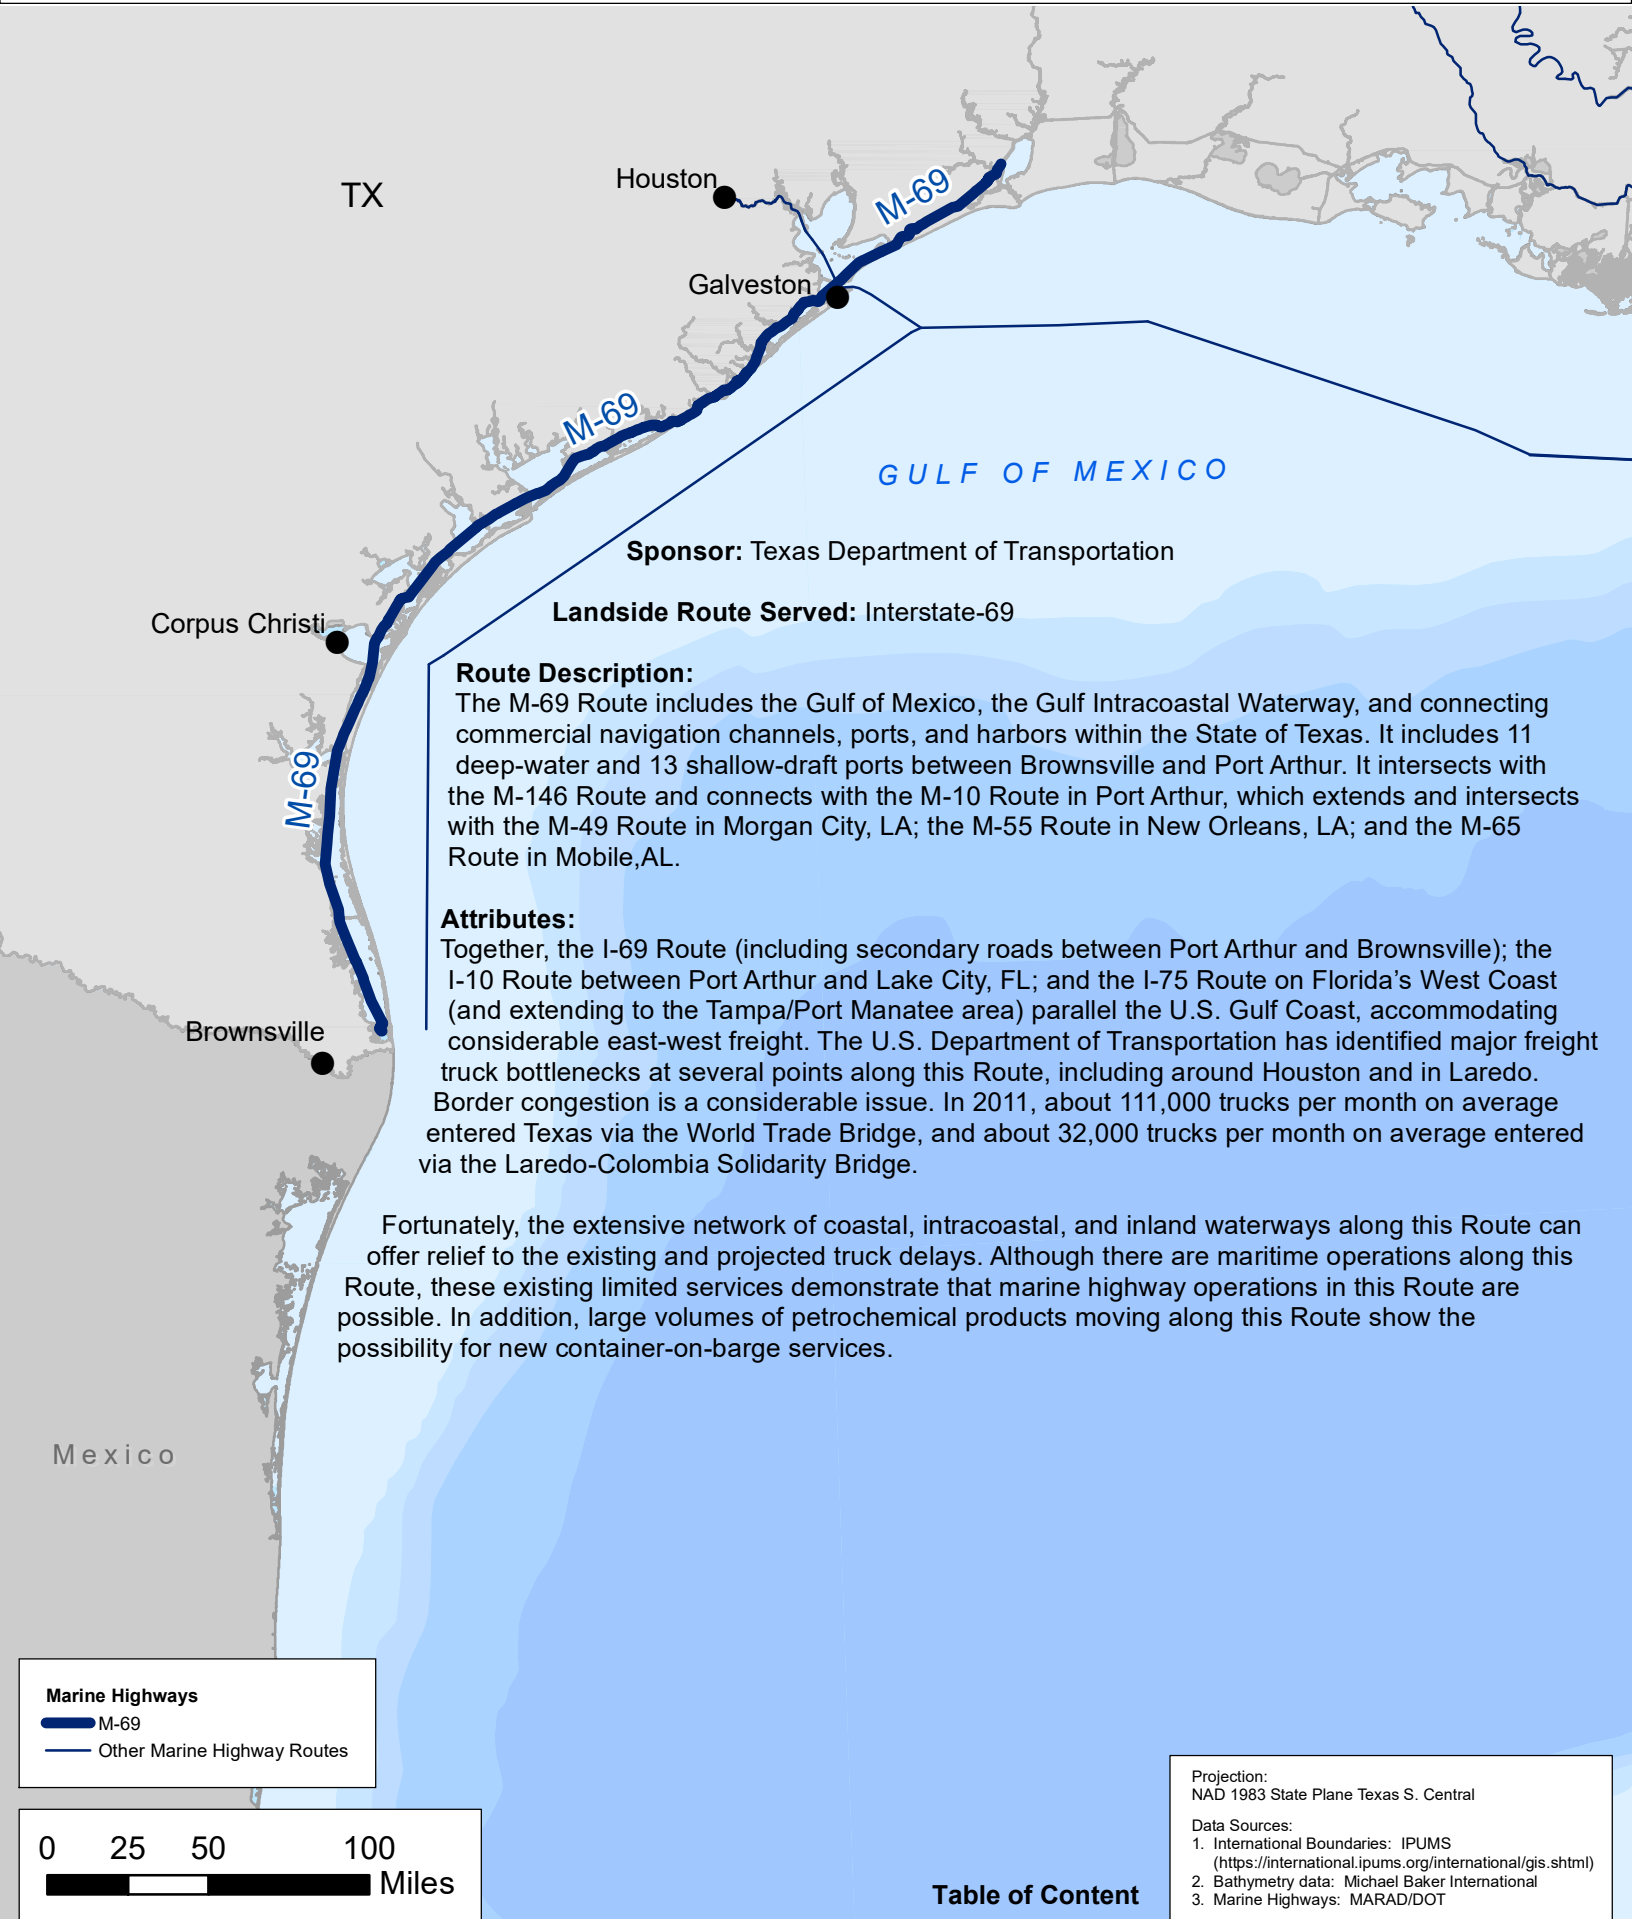 TX
Houston
M-69
Galveston
M-69
GULF OF MEXICO
Sponsor: Texas Department of Transportation
Landside Route Served: Interstate-69
Corpus Christi
Route Description:
The M-69 Route includes the Gulf of Mexico, the Gulf Intracoastal Waterway, and connecting
commercial navigation channels, ports, and harbors within the State of Texas. It includes 11
deep-water and 13 shallow-draft ports between Brownsville and Port Arthur. It intersects with
the M-146 Route and connects with the M-10 Route in Port Arthur, which extends and intersects
with the M-49 Route in Morgan City, LA; the M-55 Route in New Orleans, LA; and the M-65
Route in Mobile,AL.
M-69
Attributes:
Together, the I-69 Route (including secondary roads between Port Arthur and Brownsville); the
I-10 Route between Port Arthur and Lake City, FL; and the I-75 Route on Florida’s West Coast
(and extending to the Tampa/Port Manatee area) parallel the U.S. Gulf Coast, accommodating
considerable east-west freight. The U.S. Department of Transportation has identified major freight
truck bottlenecks at several points along this Route, including around Houston and in Laredo.
Border congestion is a considerable issue. In 2011, about 111,000 trucks per month on average
entered Texas via the World Trade Bridge, and about 32,000 trucks per month on average entered
via the Laredo-Colombia Solidarity Bridge.
Brownsville
Fortunately, the extensive network of coastal, intracoastal, and inland waterways along this Route can
offer relief to the existing and projected truck delays. Although there are maritime operations along this
Route, these existing limited services demonstrate that marine highway operations in this Route are
possible. In addition, large volumes of petrochemical products moving along this Route show the
possibility for new container-on-barge services.
Mexico
Marine Highways
M-69
Other Marine Highway Routes
0 25 50 100
Miles
Table of Content
Projection:
NAD 1983 State Plane Texas S. Central
Data Sources:
1. International Boundaries: IPUMS
(https://international.ipums.org/international/gis.shtml)
2. Bathymetry data: Michael Baker International
3. Marine Highways: MARAD/DOT